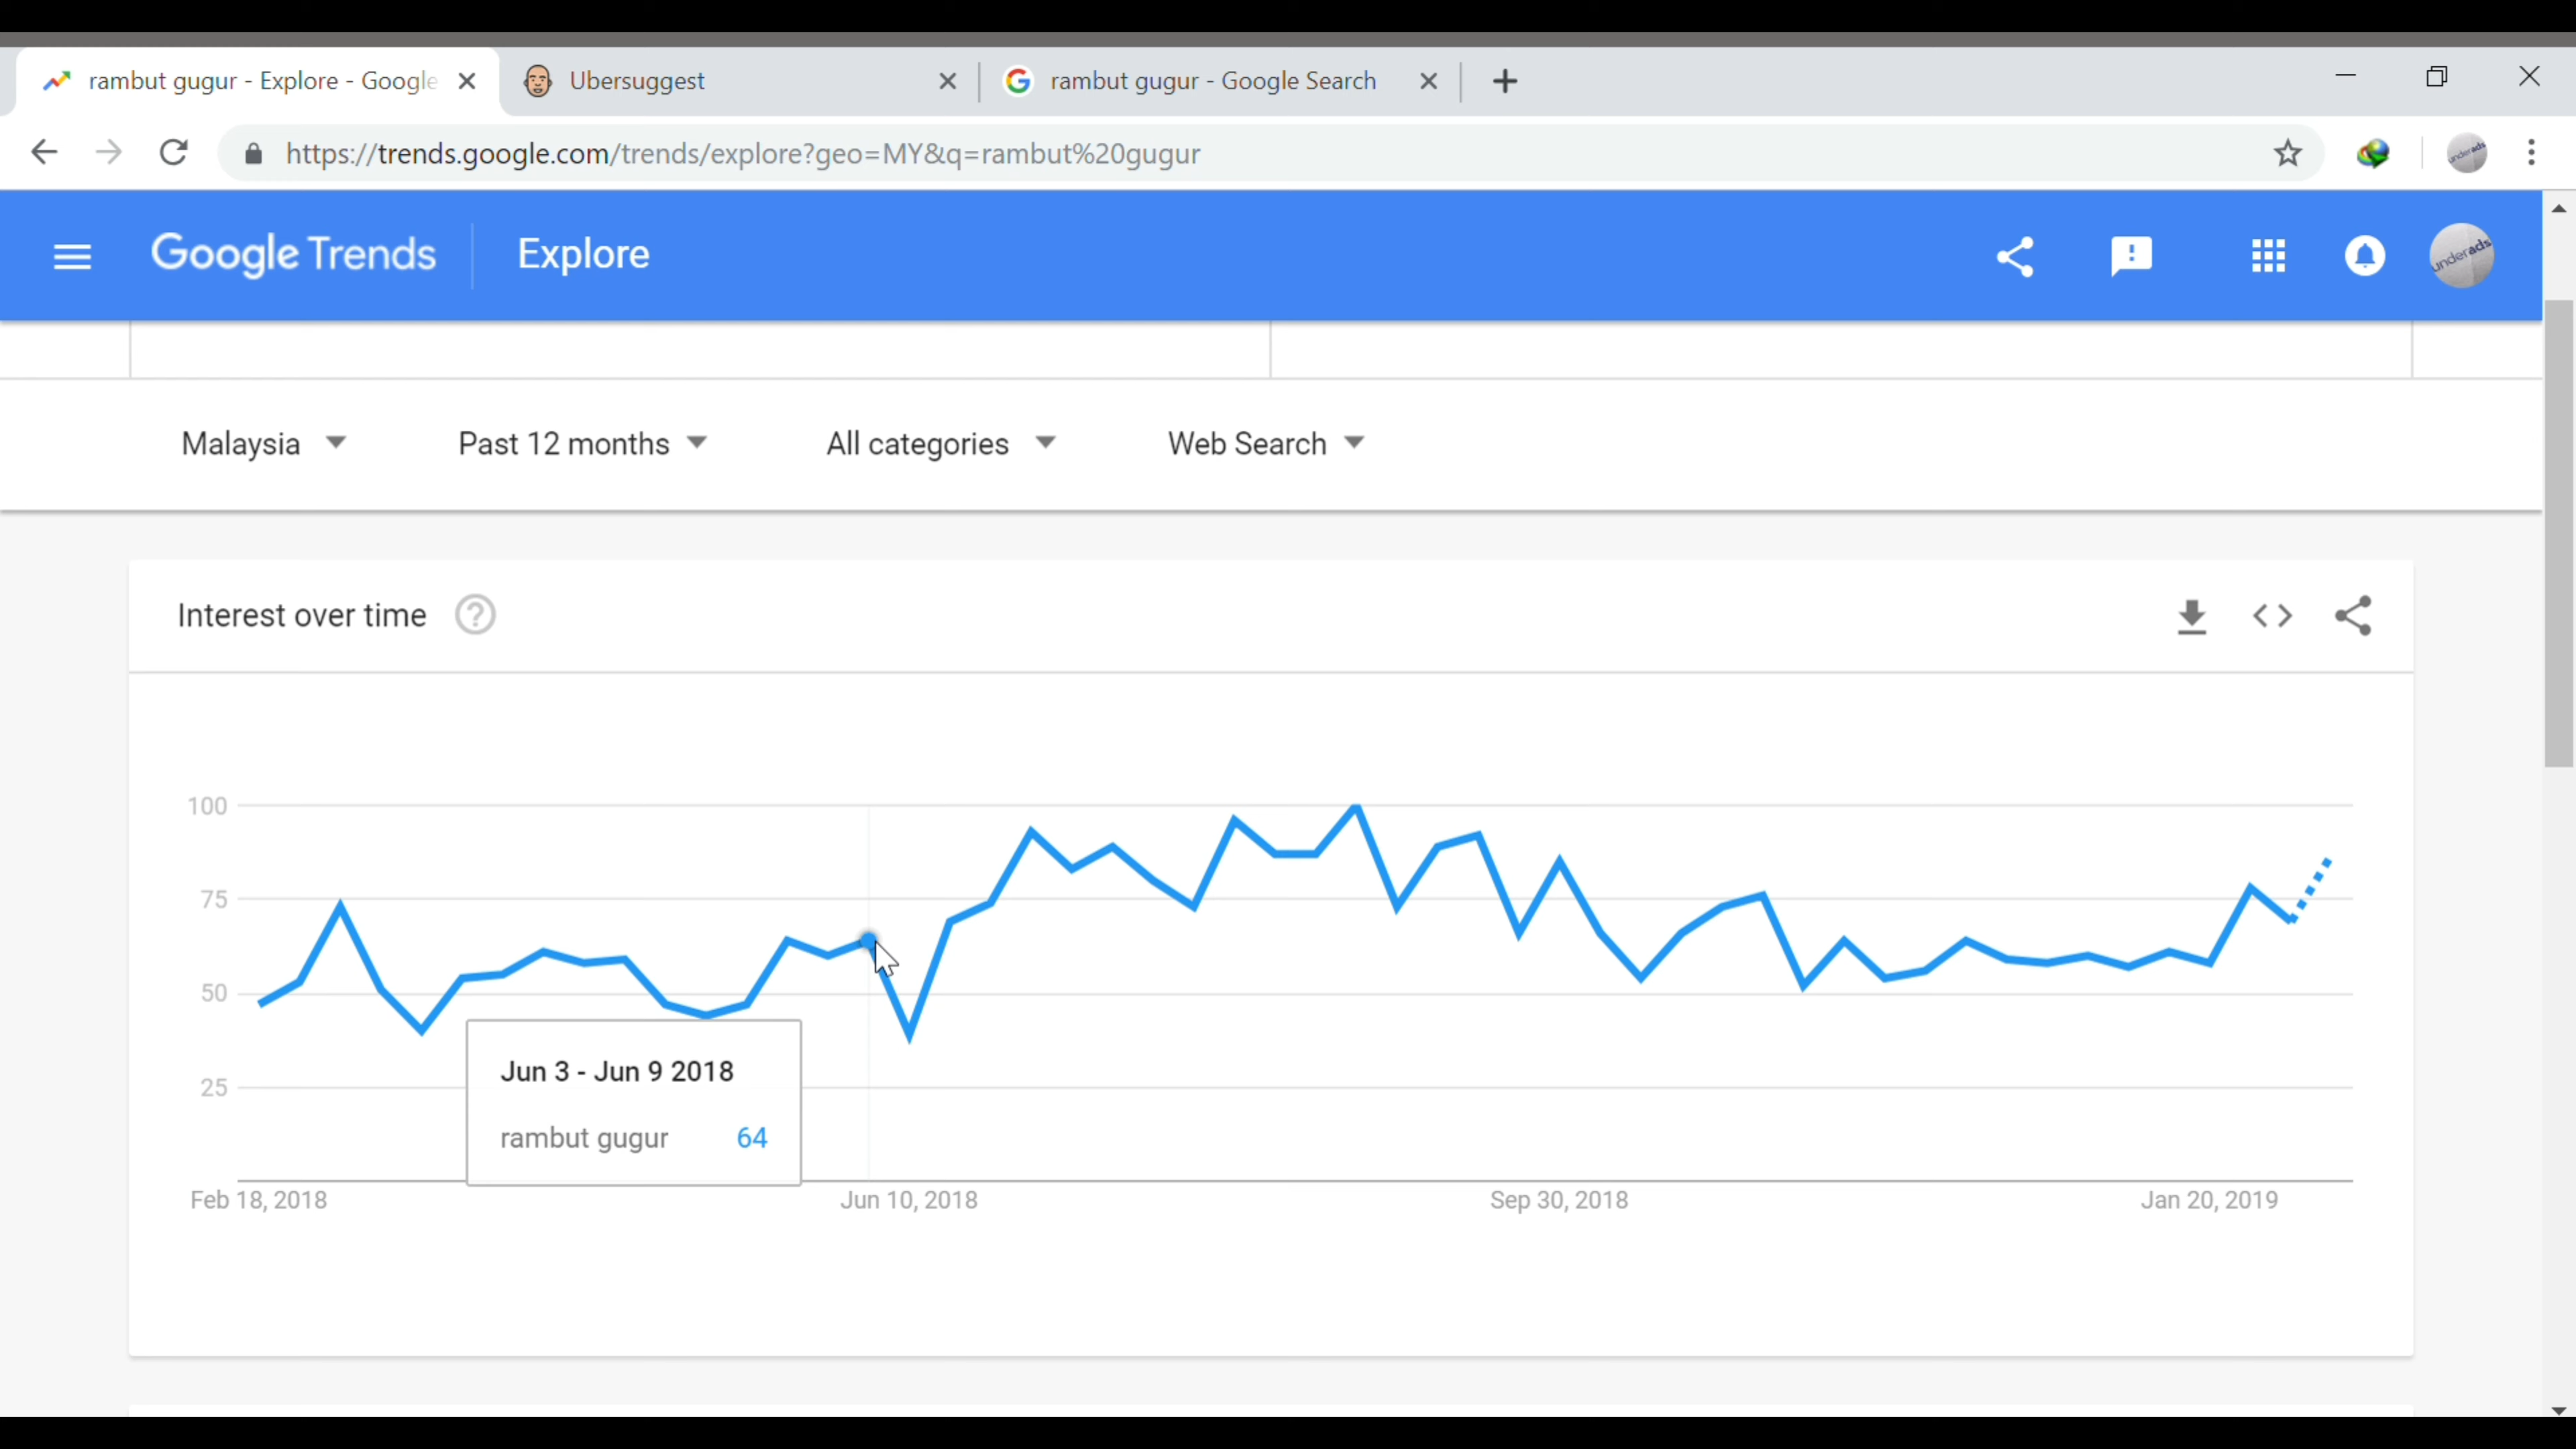 rambut gugur - Explore - Google
Ubersuggest
rambut gugur - Google Search
https://trends.google.com/trends/explore?geo=MY&q=rambut%20gugur
underads
Google Trends
Explore
underads
Malaysia
Past 12 months
All categories
Web Search
Interest over time
100
75
50
25
Jun 3 - Jun 9 2018
rambut gugur 64
Feb 18, 2018
Jun 10, 2018
Sep 30, 2018
Jan 20, 2019